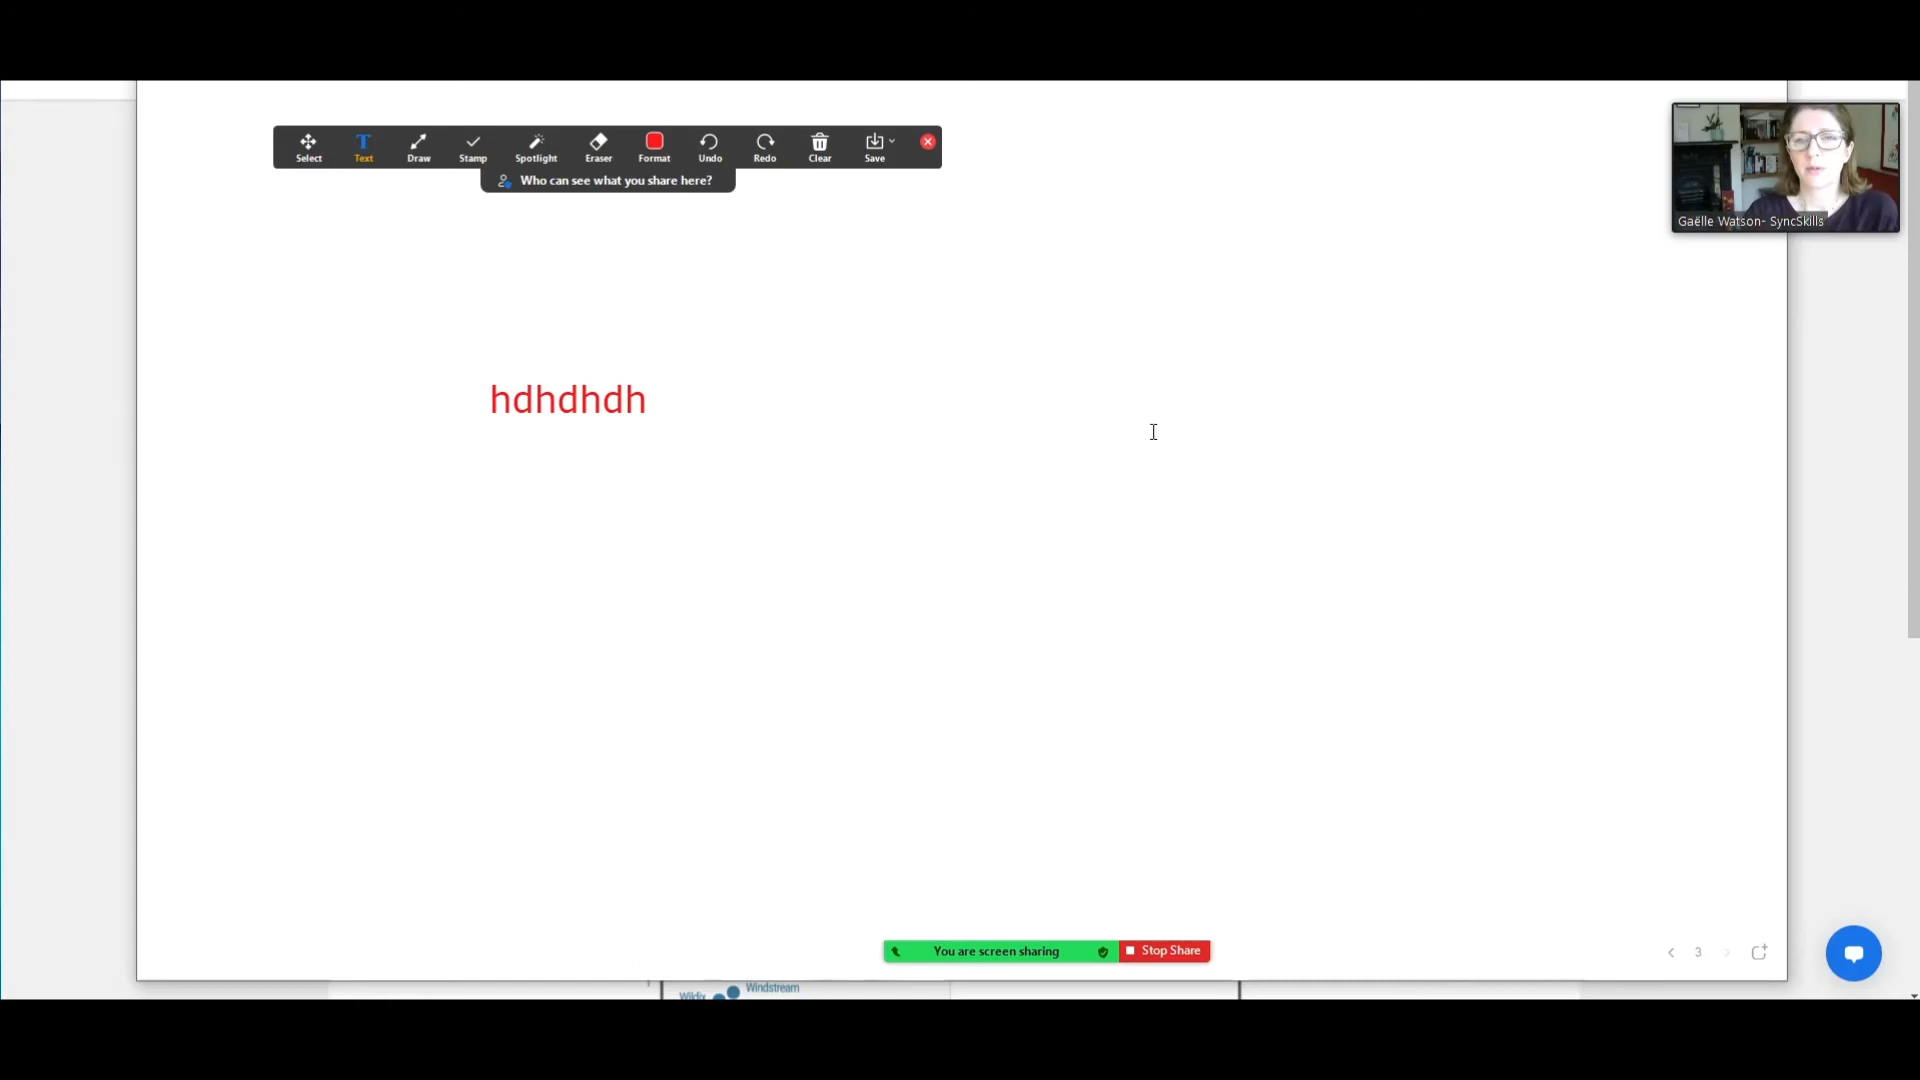 Select Text Draw Stamp Spotlight Eraser Format Undo Redo Clear Save
Who can see what you share here?
Gaëlle Watson- SyncSkills
hdhdhdh
You are screen sharing Stop Share
3
Windstream
Wildix